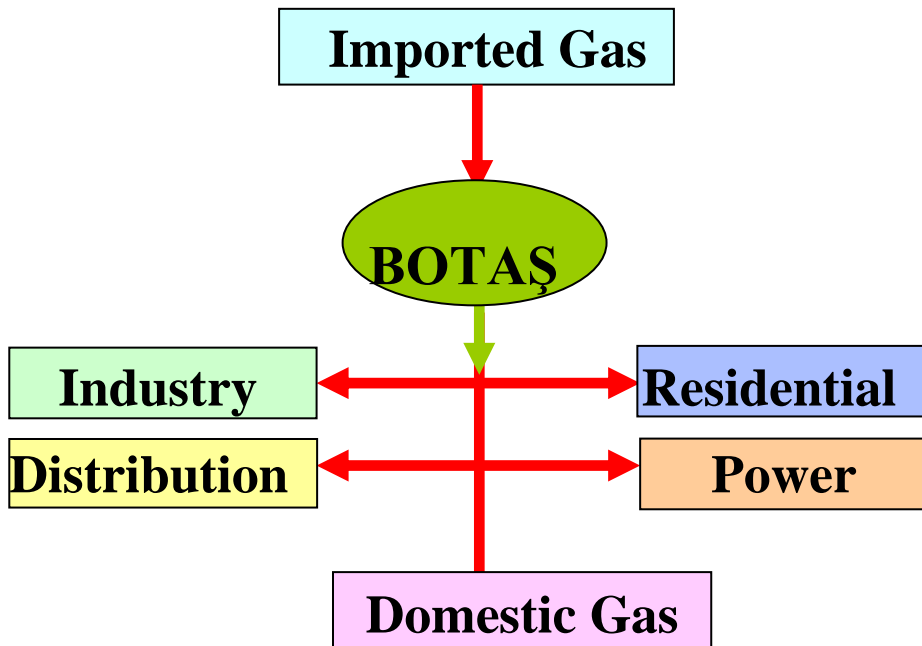 Imported Gas
BOTAŞ
Industry
Residential
Distribution
Power
Domestic Gas